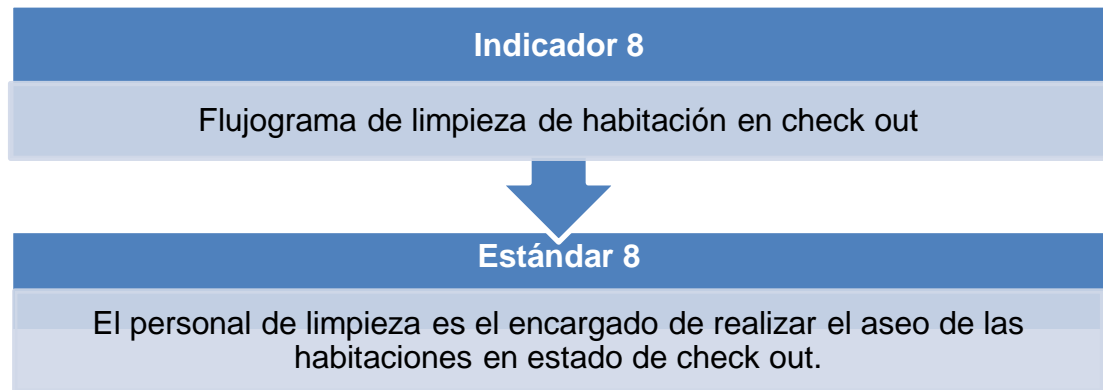 Indicador 8
Flujograma de limpieza de habitación en check out
Estándar 8
El personal de limpieza es el encargado de realizar el aseo de las
habitaciones en estado de check out.